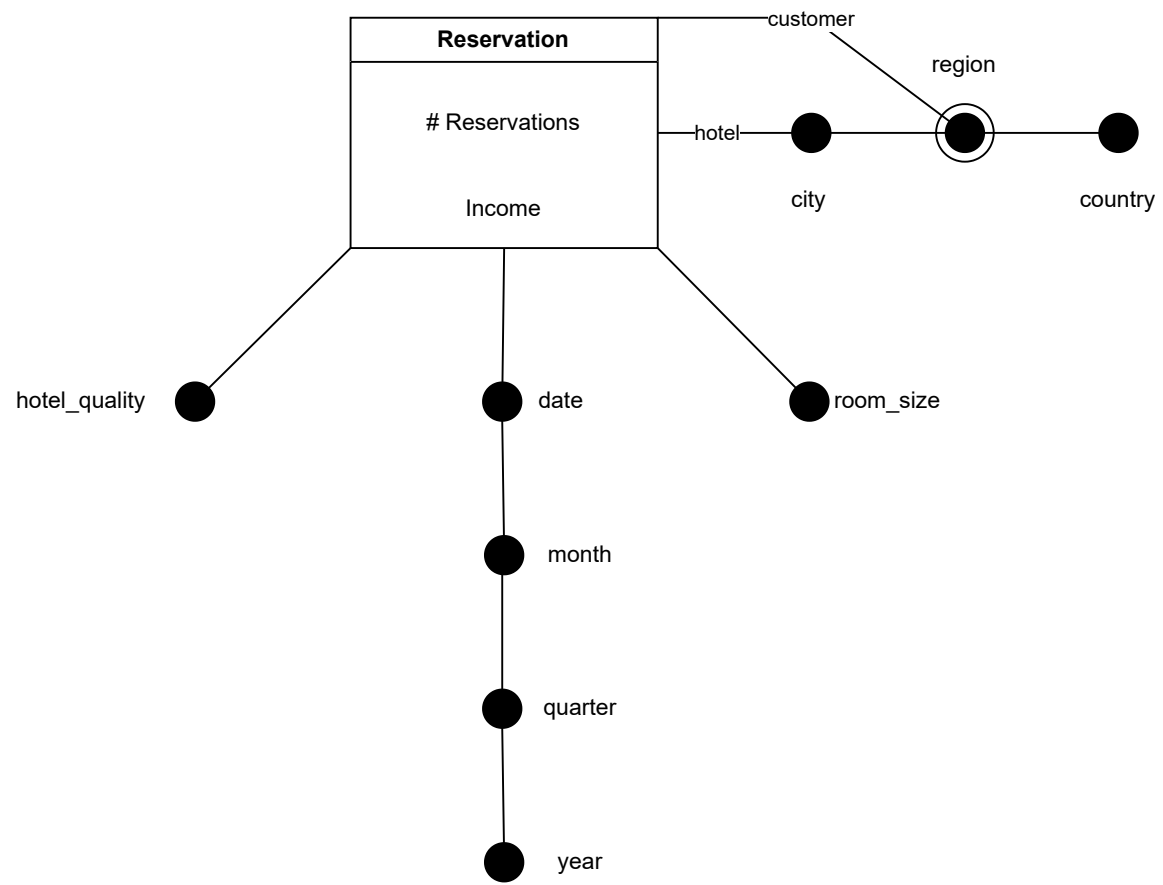 customer
Reservation
region
# Reservations
hotel
city
country
Income
hotel_quality
date
room_size
month
quarter
year